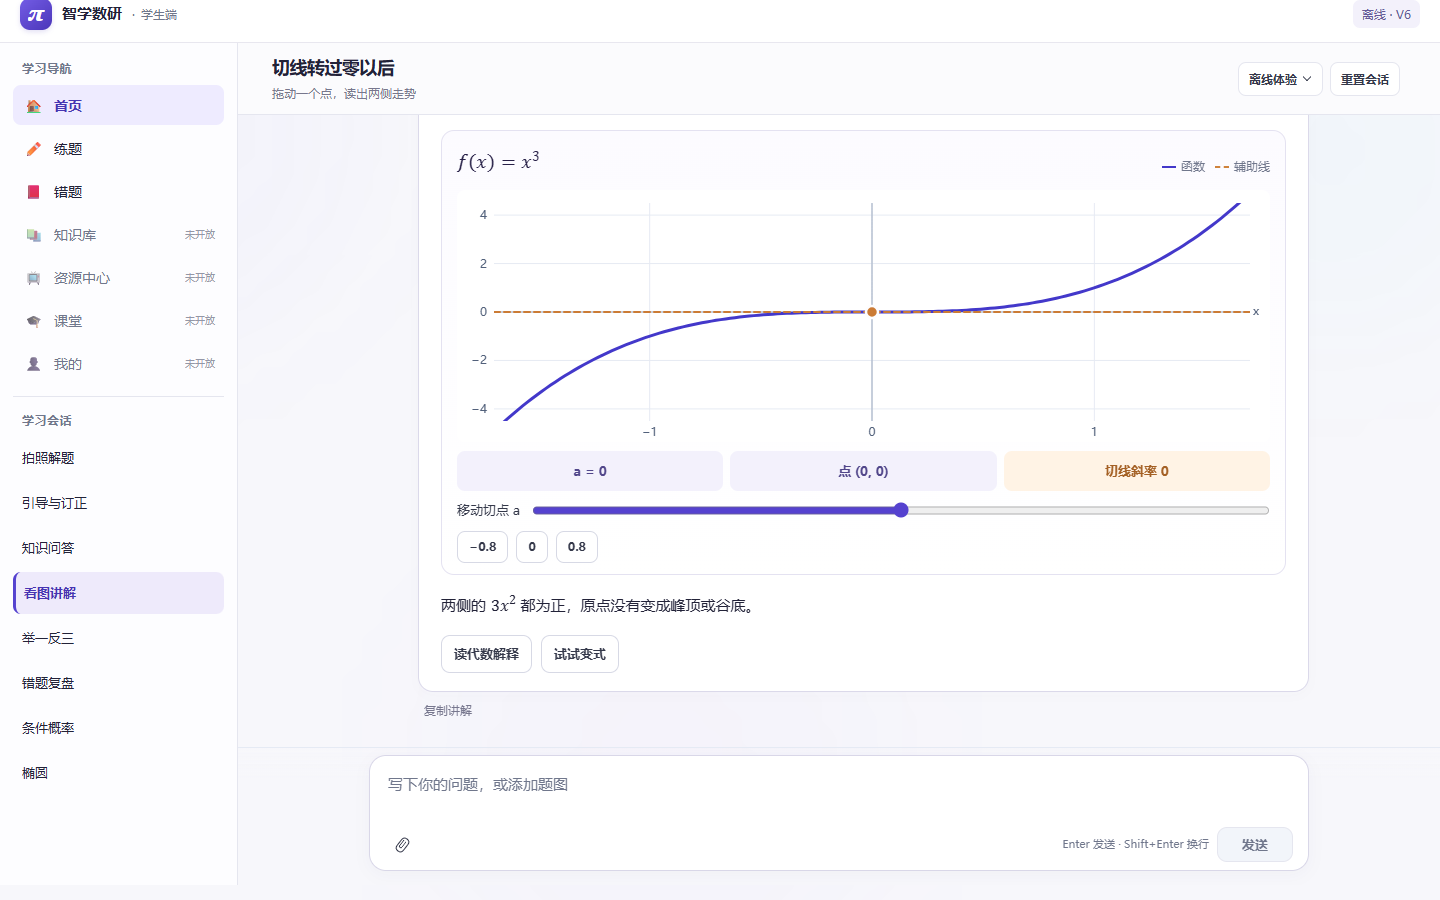 π 智学数研 · 学生端
离线 · V6
学习导航
首页
练题
错题
知识库 未开放
资源中心 未开放
课堂 未开放
我的 未开放
学习会话
拍照解题
引导与订正
知识问答
看图讲解
举一反三
错题复盘
条件概率
椭圆
切线转过零以后
拖动一个点，读出两侧走势
离线体验
重置会话
f(x) = x³
函数 辅助线
4
2
0
−2
−4
−1 0 1
x
a = 0
点 (0, 0)
切线斜率 0
移动切点 a
−0.8 0 0.8
两侧的 3x² 都为正，原点没有变成峰顶或谷底。
读代数解释 试试变式
复制讲解
写下你的问题，或添加题图
Enter 发送 · Shift+Enter 换行 发送